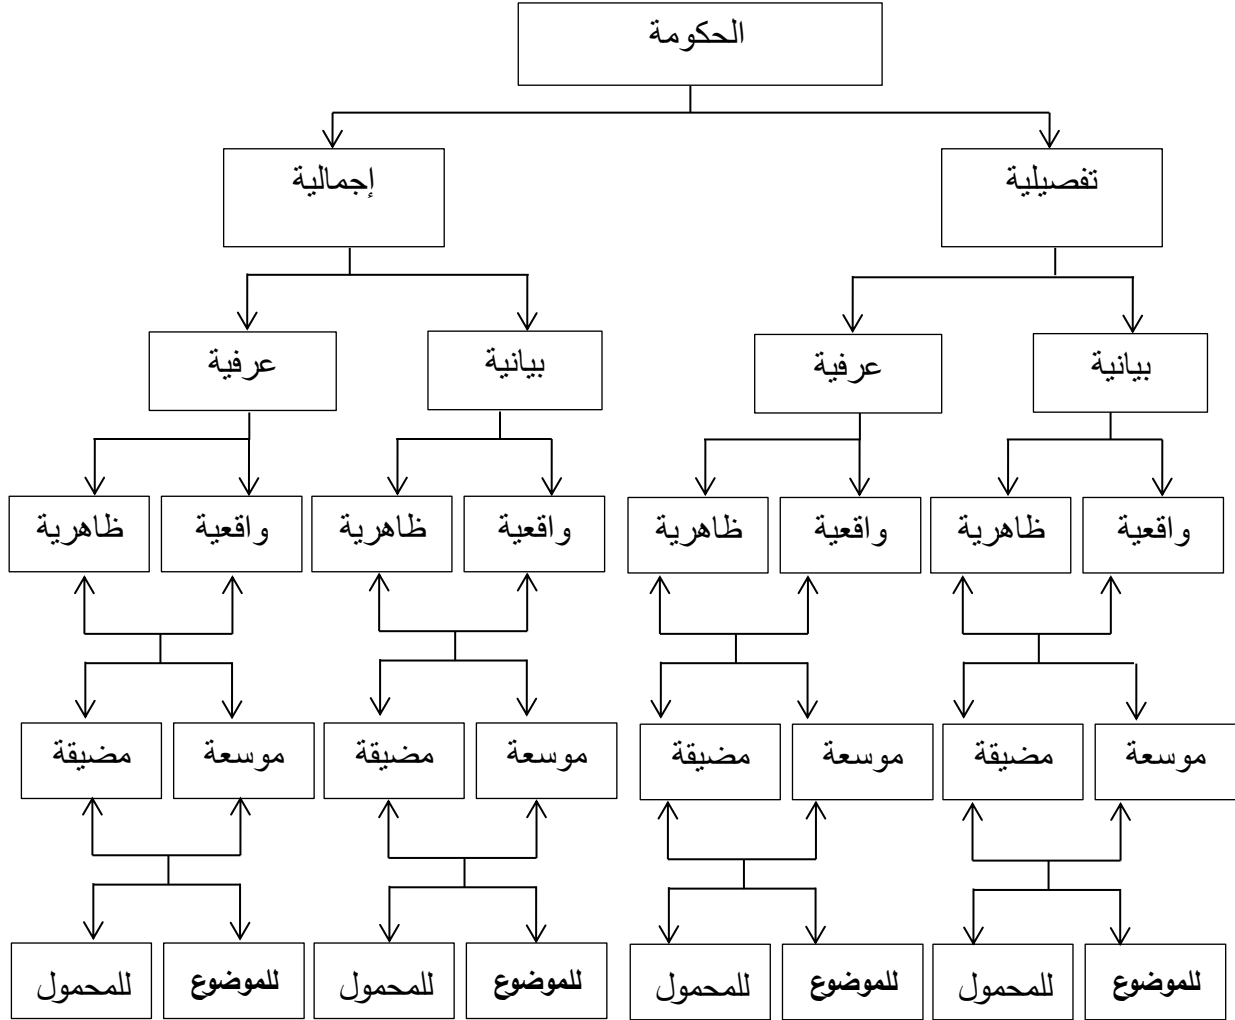 الحكومة
تفصيلية
إجمالية
بيانية
عرفية
بيانية
عرفية
واقعية
ظاهرية
واقعية
ظاهرية
واقعية
ظاهرية
واقعية
ظاهرية
موسعة
مضيقة
موسعة
مضيقة
موسعة
مضيقة
موسعة
مضيقة
للموضوع
للمحمول
للموضوع
للمحمول
للموضوع
للمحمول
للموضوع
للمحمول